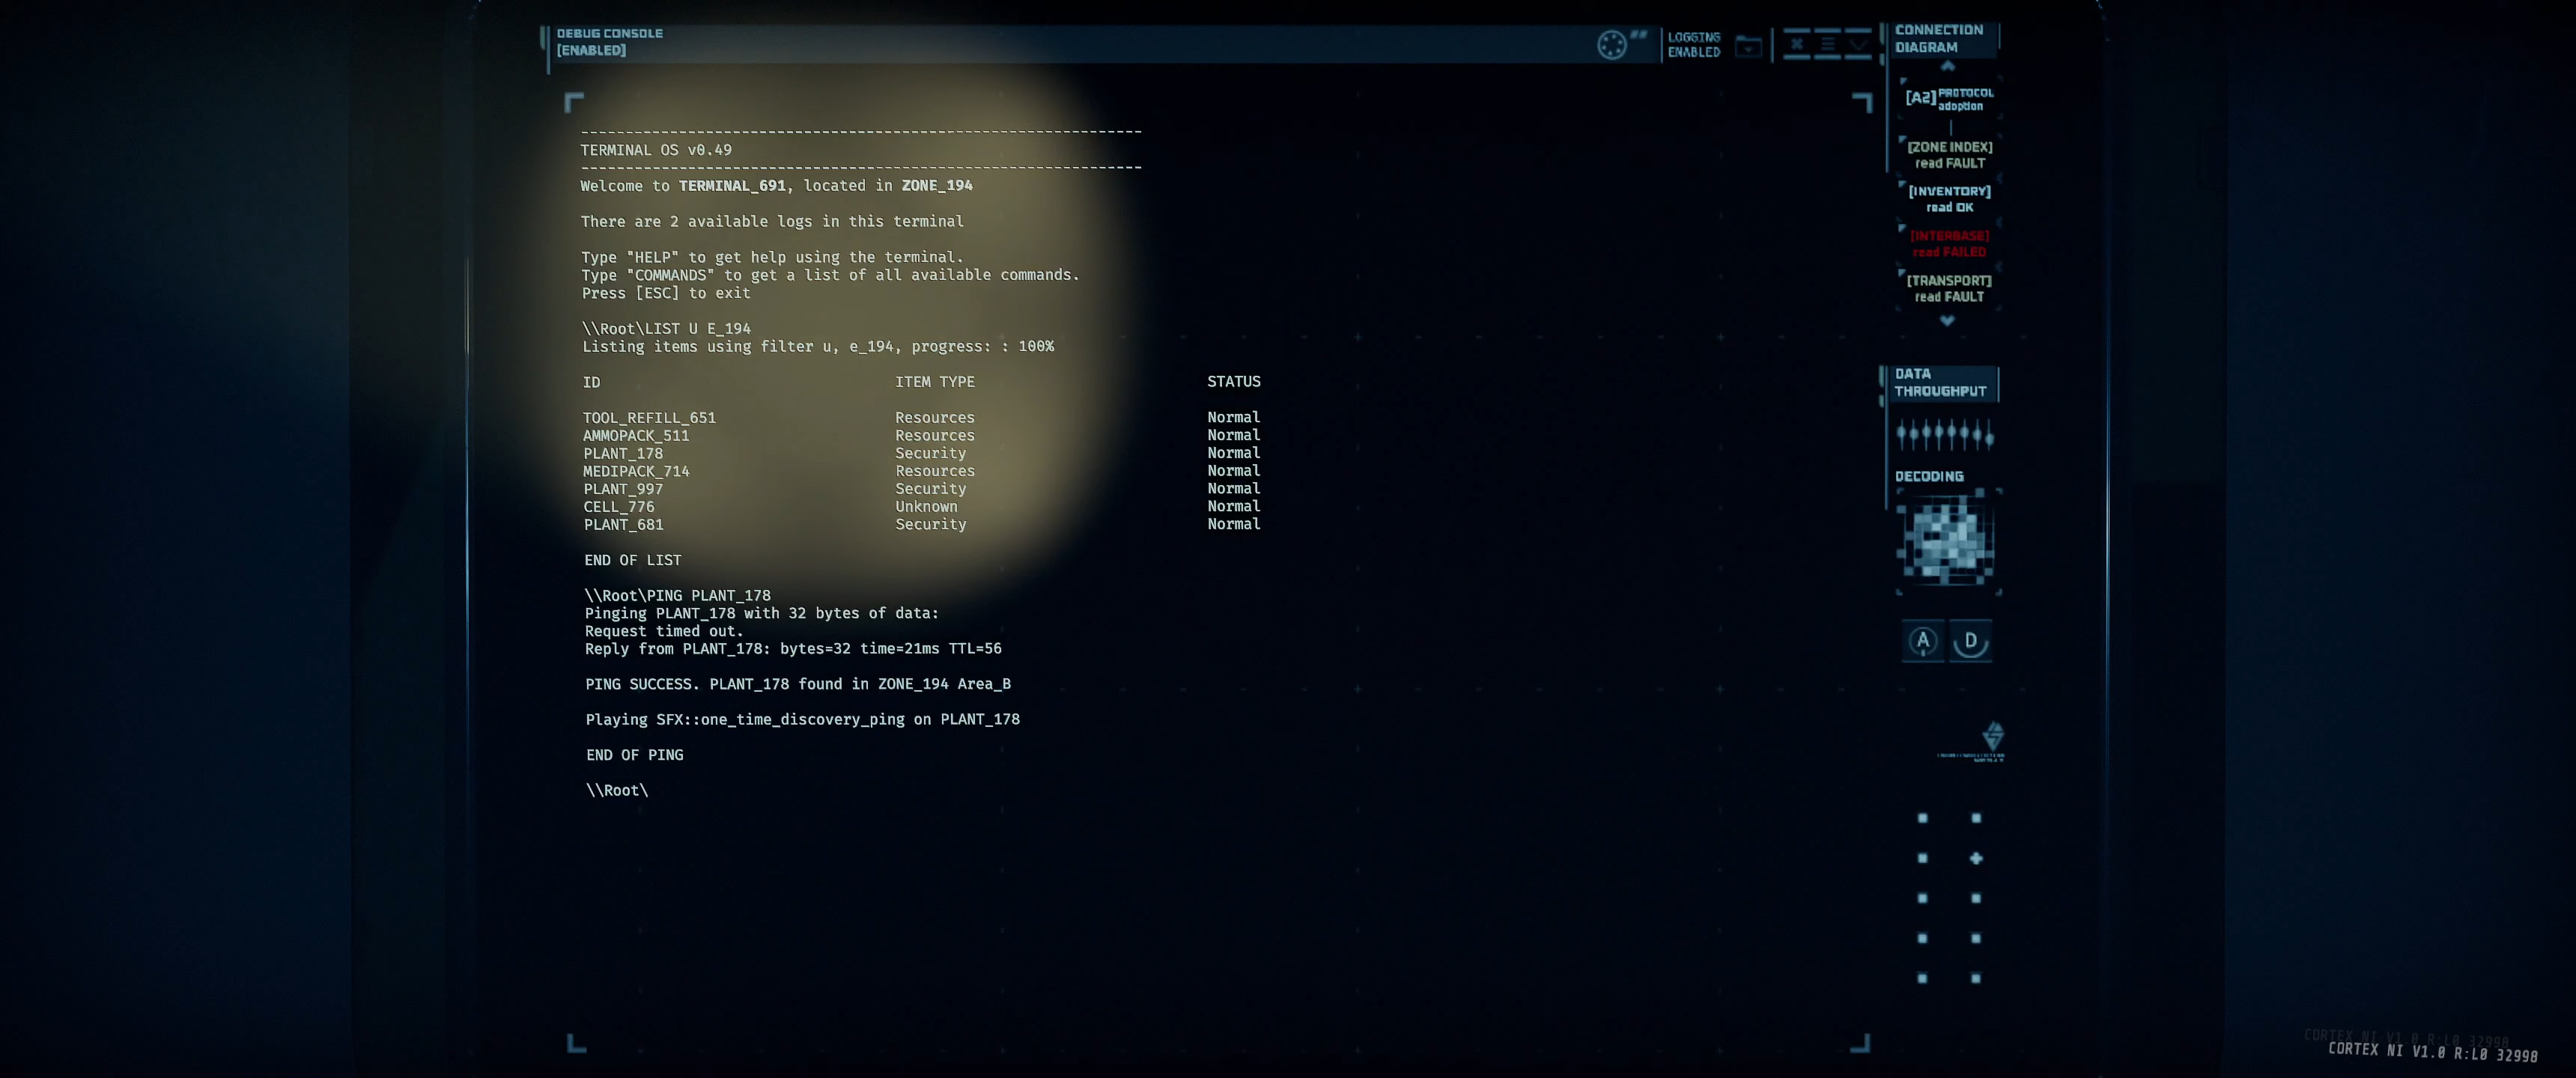 DEBUG CONSOLE
[ENABLED]
LOGGING
ENABLED
CONNECTION
DIAGRAM
[A2] PROTOCOL
adoption
[ZONE INDEX]
read FAULT
[INVENTORY]
read OK
[INTERBASE]
read FAILED
[TRANSPORT]
read FAULT
DATA
THROUGHPUT
DECODING
A D
---------------------------------------------------------------
TERMINAL OS v0.49
---------------------------------------------------------------
Welcome to TERMINAL_691, located in ZONE_194
There are 2 available logs in this terminal
Type "HELP" to get help using the terminal.
Type "COMMANDS" to get a list of all available commands.
Press [ESC] to exit
\\Root\LIST U E_194
Listing items using filter u, e_194, progress: : 100%
ID ITEM TYPE STATUS
TOOL_REFILL_651 Resources Normal
AMMOPACK_511 Resources Normal
PLANT_178 Security Normal
MEDIPACK_714 Resources Normal
PLANT_997 Security Normal
CELL_776 Unknown Normal
PLANT_681 Security Normal
END OF LIST
\\Root\PING PLANT_178
Pinging PLANT_178 with 32 bytes of data:
Request timed out.
Reply from PLANT_178: bytes=32 time=21ms TTL=56
PING SUCCESS. PLANT_178 found in ZONE_194 Area_B
Playing SFX::one_time_discovery_ping on PLANT_178
END OF PING
\\Root\
CORTEX NI V1.0 R:L0 32998